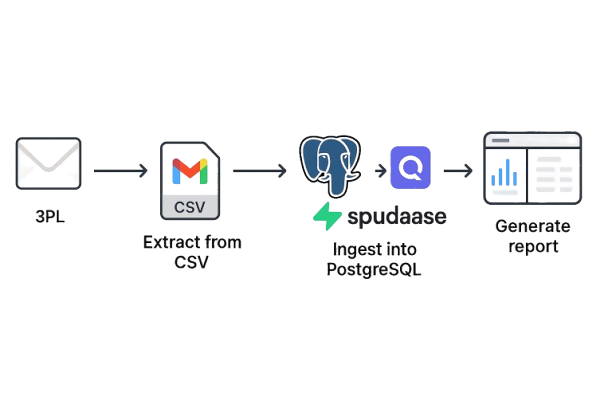 3PL
CSV
Extract from
CSV
spudaase
Ingest into
PostgreSQL
Generate
report